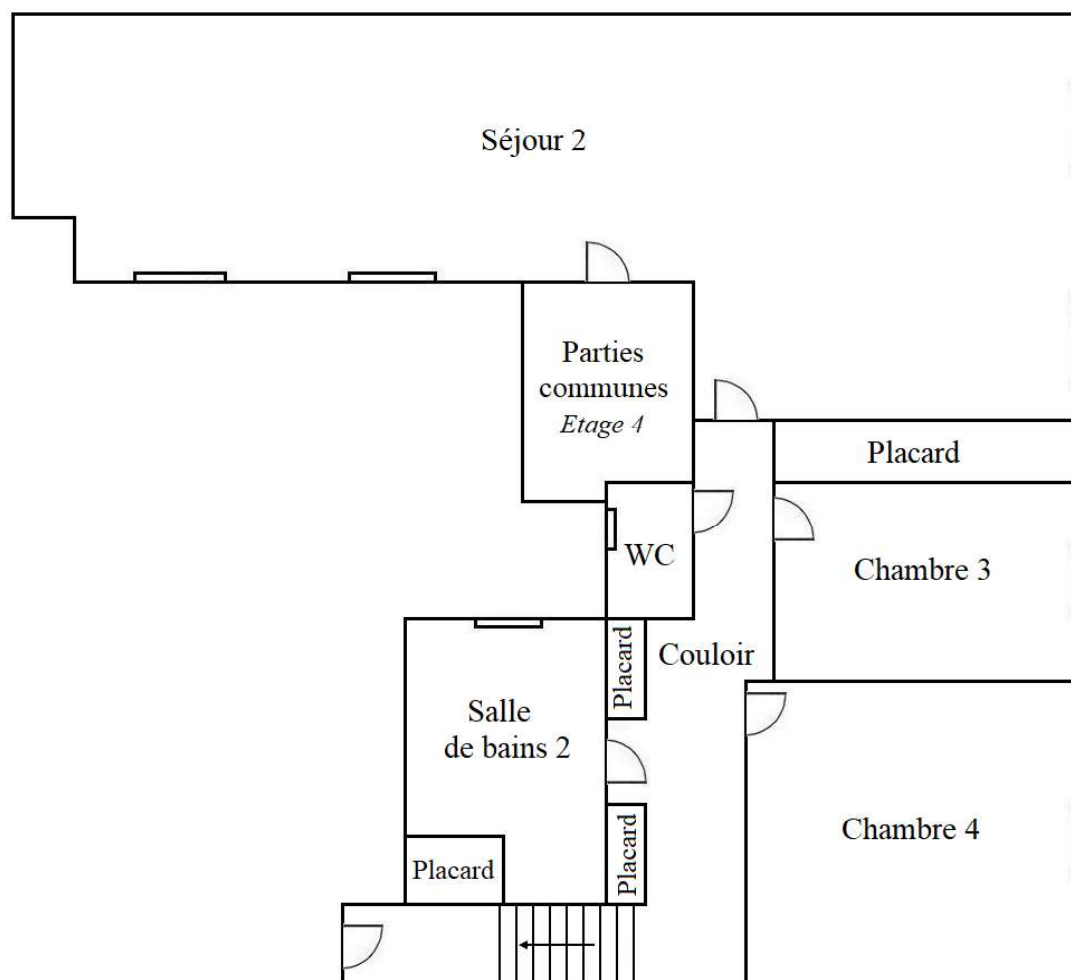 Séjour 2
Parties
communes
Etage 4
Placard
WC
Chambre 3
Placard
Couloir
Salle
de bains 2
Placard
Chambre 4
Placard